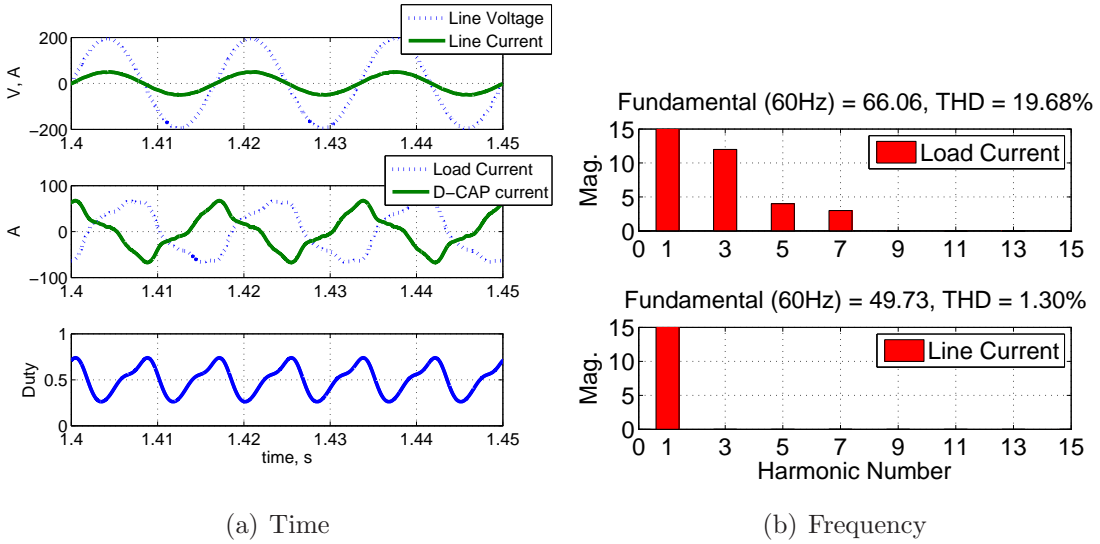 Line Voltage
Line Current
200
0
−200
V, A
1.4 1.41 1.42 1.43 1.44 1.45
Load Current
D−CAP current
100
0
−100
A
1.4 1.41 1.42 1.43 1.44 1.45
1
0.5
0
Duty
1.4 1.41 1.42 1.43 1.44 1.45
time, s
(a) Time
Fundamental (60Hz) = 66.06, THD = 19.68%
Load Current
15
10
5
0
Mag.
0 1 3 5 7 9 11 13 15
Fundamental (60Hz) = 49.73, THD = 1.30%
Line Current
15
10
5
0
Mag.
0 1 3 5 7 9 11 13 15
Harmonic Number
(b) Frequency